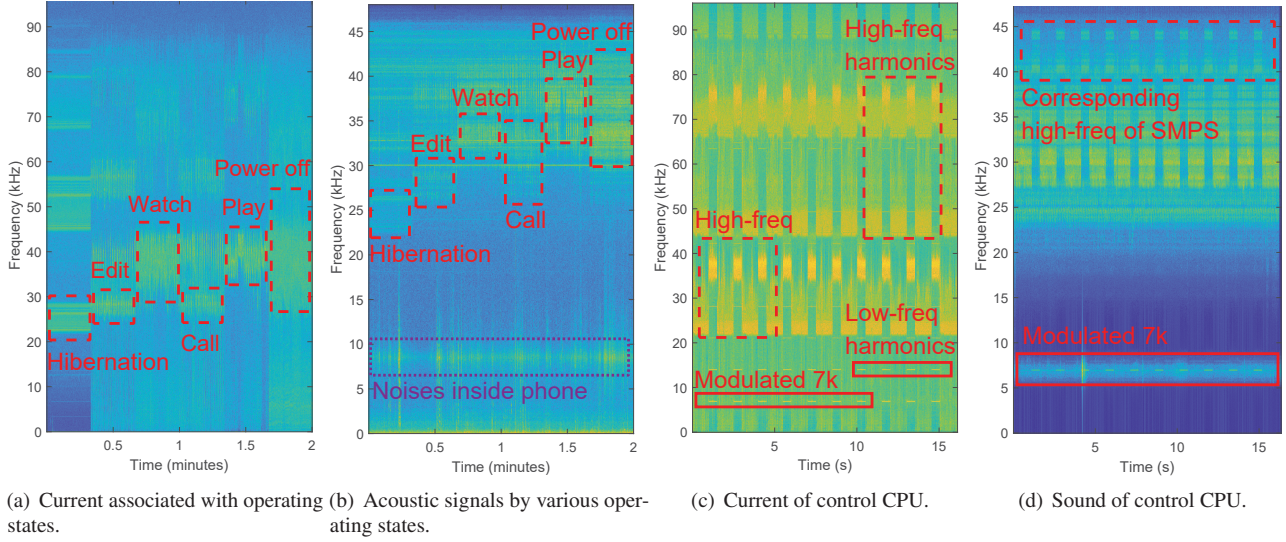 90
80
70
60
50
40
30
20
10
0
Frequency (kHz)
0.5
1
1.5
2
Time (minutes)
Hibernation
Edit
Watch
Call
Play
Power off
(a) Current associated with operating
states.
45
40
35
30
25
20
15
10
5
0
Frequency (kHz)
0.5
1
1.5
2
Time (minutes)
Hibernation
Edit
Watch
Call
Play
Power off
Noises inside phone
(b) Acoustic signals by various oper-
ating states.
90
80
70
60
50
40
30
20
10
0
Frequency (kHz)
5
10
15
Time (s)
High-freq
harmonics
High-freq
Low-freq
harmonics
Modulated 7k
(c) Current of control CPU.
45
40
35
30
25
20
15
10
5
0
Frequency (kHz)
5
10
15
Time (s)
Corresponding
high-freq of SMPS
Modulated 7k
(d) Sound of control CPU.